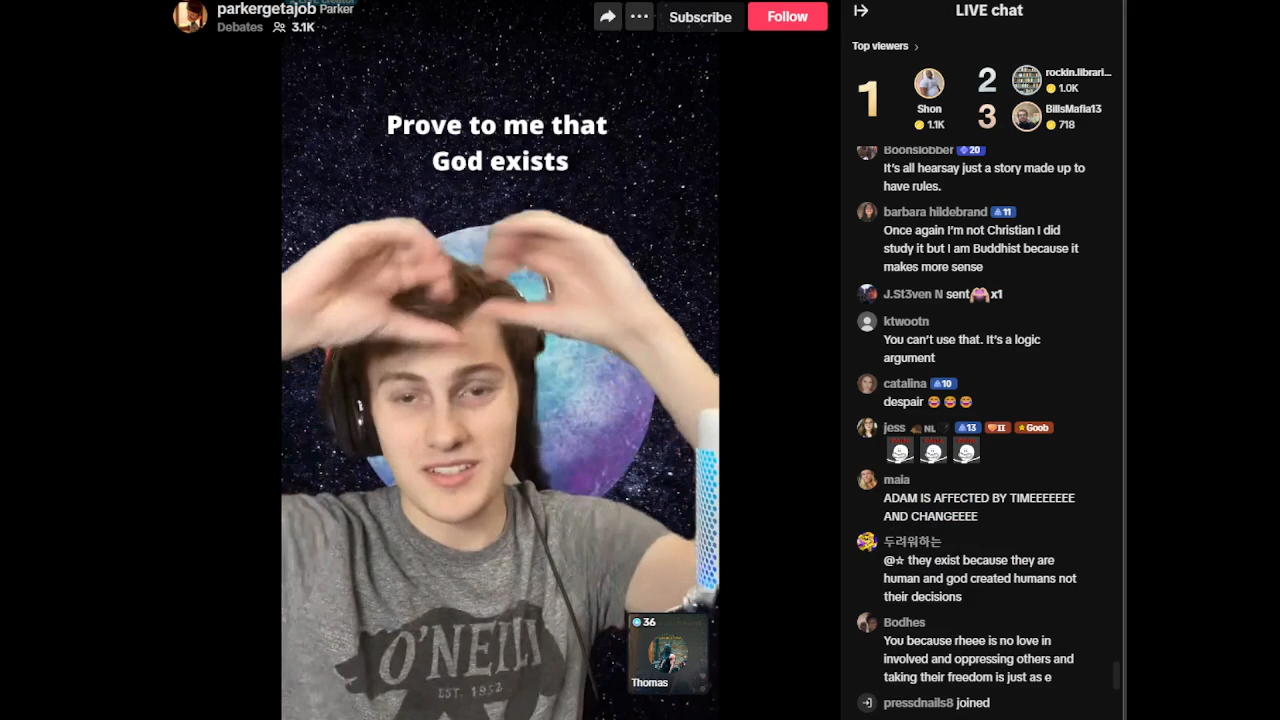 parkergetajob Parker
Debates 3.1K
Subscribe
Follow
Prove to me that
God exists
O'NEILL
EST. 1952
36
Thomas
LIVE chat
Top viewers
1
Shon
1.1K
2
rockin.librari...
1.0K
3
BillsMafia13
718
Boonslobber 20
It's all hearsay just a story made up to
have rules.
barbara hildebrand 11
Once again I'm not Christian I did
study it but I am Buddhist because it
makes more sense
J.St3ven N sent x1
ktwootn
You can't use that. It's a logic
argument
catalina 10
despair
jess NL 13 II Goob
maia
ADAM IS AFFECTED BY TIMEEEEEE
AND CHANGEEEE
두려워하는
@☆ they exist because they are
human and god created humans not
their decisions
Bodhes
You because rheee is no love in
involved and oppressing others and
taking their freedom is just as e
pressdnails8 joined